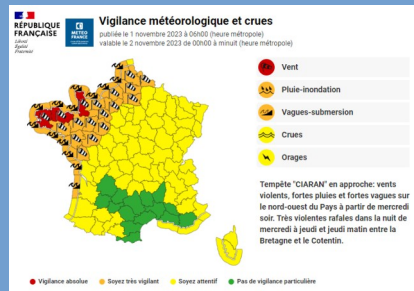 RÉPUBLIQUE
FRANÇAISE
Liberté
Égalité
Fraternité
METEO
FRANCE
Vigilance météorologique et crues
publiée le 1 novembre 2023 à 06h00 (heure métropole)
valable le 2 novembre de 00h00 à minuit (heure métropole)
Vent
Pluie-inondation
Vagues-submersion
Crues
Orages
Tempête "CIARAN" en approche: vents
violents, fortes pluies et fortes vagues sur
le nord-ouest du Pays à partir de mercredi
soir. Très violentes rafales dans la nuit de
mercredi à jeudi et jeudi matin entre la
Bretagne et le Cotentin.
Vigilance absolue
Soyez très vigilant
Soyez attentif
Pas de vigilance particulière